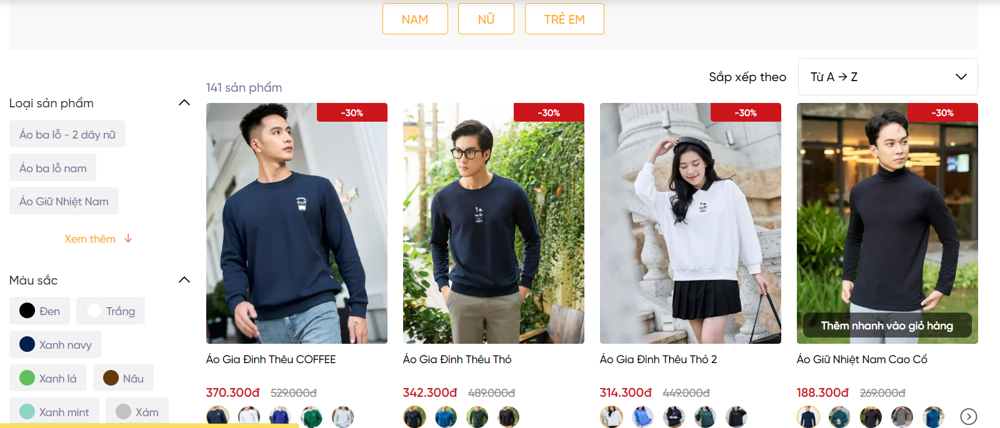 NAM
NỮ
TRẺ EM
Sắp xếp theo
Từ A → Z
141 sản phẩm
Loại sản phẩm
Áo ba lỗ - 2 dây nữ
Áo ba lỗ nam
Áo Giữ Nhiệt Nam
Xem thêm ↓
Màu sắc
Đen
Trắng
Xanh navy
Xanh lá
Nâu
Xanh mint
Xám
-30%
Áo Gia Đình Thêu COFFEE
370.300đ 529.000đ
-30%
Áo Gia Đình Thêu Thỏ
342.300đ 489.000đ
-30%
Áo Gia Đình Thêu Thỏ 2
314.300đ 449.000đ
-30%
Thêm nhanh vào giỏ hàng
Áo Giữ Nhiệt Nam Cao Cổ
188.300đ 269.000đ